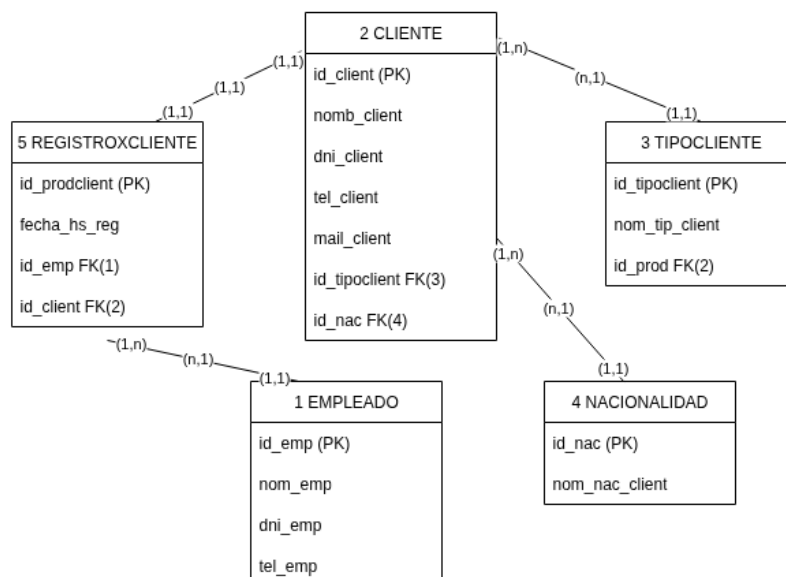 2 CLIENTE
id_client (PK)
nomb_client
dni_client
tel_client
mail_client
id_tipoclient FK(3)
id_nac FK(4)
(1,1)
(1,1)
(1,1)
(1,n)
(n,1)
(1,1)
5 REGISTROXCLIENTE
id_prodclient (PK)
fecha_hs_reg
id_emp FK(1)
id_client FK(2)
3 TIPOCLIENTE
id_tipoclient (PK)
nom_tip_client
id_prod FK(2)
(1,n)
(n,1)
(1,1)
(1,n)
(n,1)
(1,1)
1 EMPLEADO
id_emp (PK)
nom_emp
dni_emp
tel_emp
4 NACIONALIDAD
id_nac (PK)
nom_nac_client